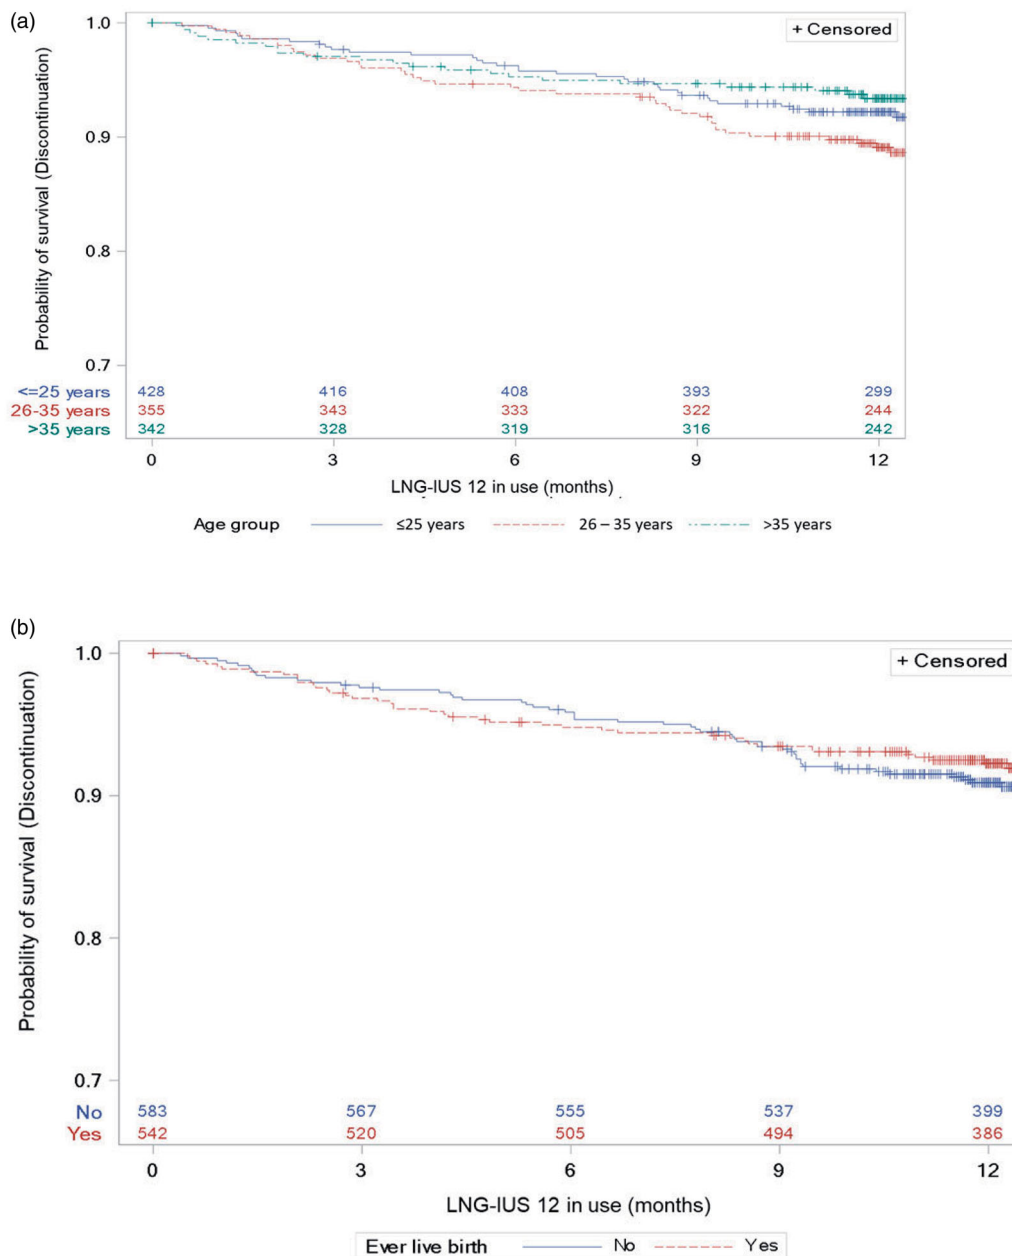 (a)
+ Censored
Probability of survival (Discontinuation)
1.0
0.9
0.8
0.7
<=25 years 428 416 408 393 299
26-35 years 355 343 333 322 244
>35 years 342 328 319 316 242
0 3 6 9 12
LNG-IUS 12 in use (months)
Age group ≤25 years 26 – 35 years >35 years
(b)
+ Censored
Probability of survival (Discontinuation)
1.0
0.9
0.8
0.7
No 583 567 555 537 399
Yes 542 520 505 494 386
0 3 6 9 12
LNG-IUS 12 in use (months)
Ever live birth No Yes